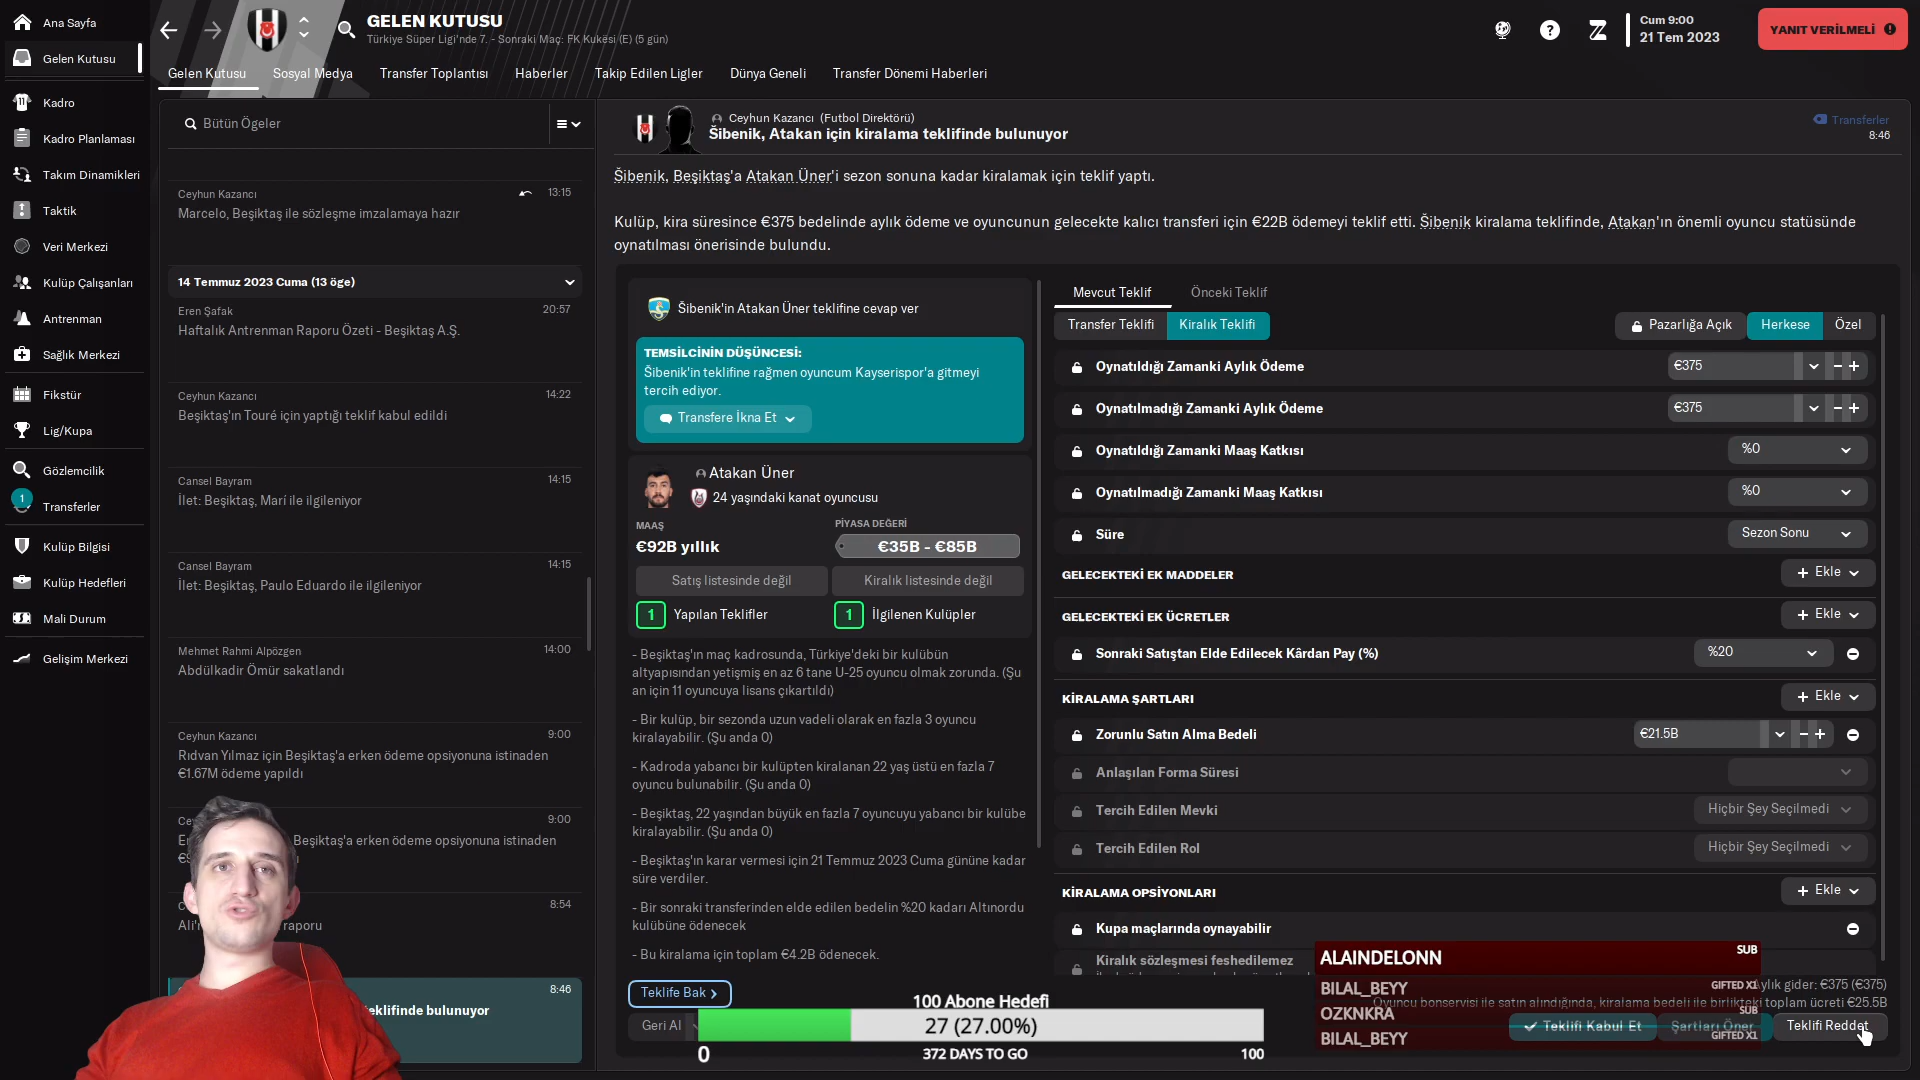 Ana Sayfa
Gelen Kutusu
Kadro
Kadro Planlaması
Takım Dinamikleri
Taktik
Veri Merkezi
Kulüp Çalışanları
Antrenman
Sağlık Merkezi
Fikstür
Lig/Kupa
Gözlemcilik
1
Transferler
Kulüp Bilgisi
Kulüp Hedefleri
Mali Durum
Gelişim Merkezi
GELEN KUTUSU
Türkiye Süper Ligi'nde 7. - Sonraki Maç: FK Kukësi (E) (5 gün)
Cum 9:00
21 Tem 2023
YANIT VERİLMELİ
Gelen Kutusu Sosyal Medya Transfer Toplantısı Haberler Takip Edilen Ligler Dünya Geneli Transfer Dönemi Haberleri
Bütün Ögeler
Ceyhun Kazancı 13:15
Marcelo, Beşiktaş ile sözleşme imzalamaya hazır
14 Temmuz 2023 Cuma (13 öge)
Eren Şafak 20:57
Haftalık Antrenman Raporu Özeti - Beşiktaş A.Ş.
Ceyhun Kazancı 14:22
Beşiktaş'ın Touré için yaptığı teklif kabul edildi
Cansel Bayram 14:15
İlet: Beşiktaş, Marí ile ilgileniyor
Cansel Bayram 14:15
İlet: Beşiktaş, Paulo Eduardo ile ilgileniyor
Mehmet Rahmi Alpözgen 14:00
Abdülkadir Ömür sakatlandı
Ceyhun Kazancı 9:00
Rıdvan Yılmaz için Beşiktaş'a erken ödeme opsiyonuna istinaden
€1.67M ödeme yapıldı
9:00
Beşiktaş'a erken ödeme opsiyonuna istinaden
8:54
raporu
8:46
teklifinde bulunuyor
Ceyhun Kazancı (Futbol Direktörü)
Šibenik, Atakan için kiralama teklifinde bulunuyor
Transferler
8:46
Šibenik, Beşiktaş'a Atakan Üner'i sezon sonuna kadar kiralamak için teklif yaptı.
Kulüp, kira süresince €375 bedelinde aylık ödeme ve oyuncunun gelecekte kalıcı transferi için €22B ödemeyi teklif etti. Šibenik kiralama teklifinde, Atakan'ın önemli oyuncu statüsünde
oynatılması önerisinde bulundu.
Šibenik'in Atakan Üner teklifine cevap ver
TEMSİLCİNİN DÜŞÜNCESİ:
Šibenik'in teklifine rağmen oyuncum Kayserispor'a gitmeyi
tercih ediyor.
Transfere İkna Et
Atakan Üner
24 yaşındaki kanat oyuncusu
MAAŞ PİYASA DEĞERİ
€92B yıllık €35B - €85B
Satış listesinde değil Kiralık listesinde değil
1 Yapılan Teklifler 1 İlgilenen Kulüpler
- Beşiktaş'ın maç kadrosunda, Türkiye'deki bir kulübün
altyapısından yetişmiş en az 6 tane U-25 oyuncu olmak zorunda. (Şu
an için 11 oyuncuya lisans çıkartıldı)
- Bir kulüp, bir sezonda uzun vadeli olarak en fazla 3 oyuncu
kiralayabilir. (Şu anda 0)
- Kadroda yabancı bir kulüpten kiralanan 22 yaş üstü en fazla 7
oyuncu bulunabilir. (Şu anda 0)
- Beşiktaş, 22 yaşından büyük en fazla 7 oyuncuyu yabancı bir kulübe
kiralayabilir. (Şu anda 0)
- Beşiktaş'ın karar vermesi için 21 Temmuz 2023 Cuma gününe kadar
süre verdiler.
- Bir sonraki transferinden elde edilen bedelin %20 kadarı Altınordu
kulübüne ödenecek
- Bu kiralama için toplam €4.2B ödenecek.
Teklife Bak
Geri Al
Mevcut Teklif Önceki Teklif
Transfer Teklifi Kiralık Teklifi Pazarlığa Açık Herkese Özel
Oynatıldığı Zamanki Aylık Ödeme €375
Oynatılmadığı Zamanki Aylık Ödeme €375
Oynatıldığı Zamanki Maaş Katkısı %0
Oynatılmadığı Zamanki Maaş Katkısı %0
Süre Sezon Sonu
GELECEKTEKİ EK MADDELER Ekle
GELECEKTEKİ EK ÜCRETLER Ekle
Sonraki Satıştan Elde Edilecek Kârdan Pay (%) %20
KİRALAMA ŞARTLARI Ekle
Zorunlu Satın Alma Bedeli €21.5B
Anlaşılan Forma Süresi
Tercih Edilen Mevki Hiçbir Şey Seçilmedi
Tercih Edilen Rol Hiçbir Şey Seçilmedi
KİRALAMA OPSİYONLARI Ekle
Kupa maçlarında oynayabilir
Kiralık sözleşmesi feshedilemez
ylık gider: €375 (€375)
Oyuncu bonservisi ile satın alındığında, kiralama bedeli ile birlikte toplam ücreti €25.5B
Teklifi Kabul Et Şartları Öner Teklifi Reddet
ALAINDELONN SUB
BILAL_BEYY GIFTED X1
OZKNKRA SUB
BILAL_BEYY GIFTED X1
100 Abone Hedefi
27 (27.00%)
0 372 DAYS TO GO 100